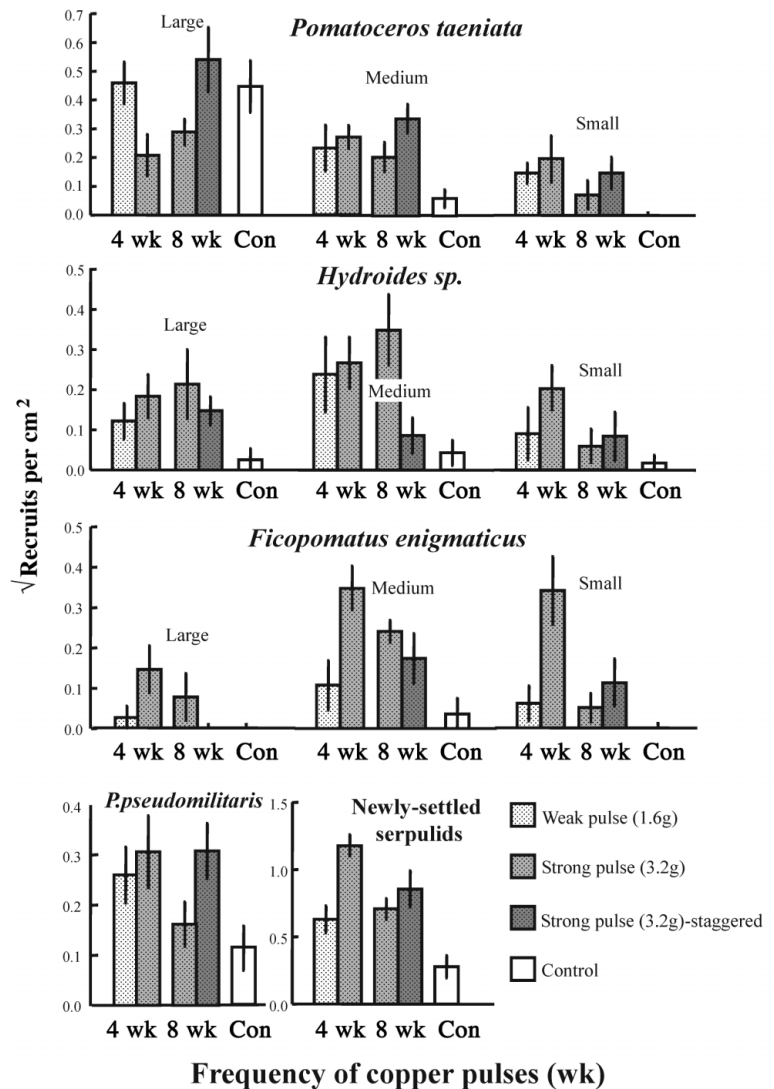 Pomatoceros taeniata
Large
Medium
Small
0.7
0.6
0.5
0.4
0.3
0.2
0.1
0.0
4 wk 8 wk Con
4 wk 8 wk Con
4 wk 8 wk Con
Hydroides sp.
Large
Medium
Small
0.5
0.4
0.3
0.2
0.1
0.0
4 wk 8 wk Con
4 wk 8 wk Con
4 wk 8 wk Con
√Recruits per cm²
Ficopomatus enigmaticus
Large
Medium
Small
0.5
0.4
0.3
0.2
0.1
0.0
4 wk 8 wk Con
4 wk 8 wk Con
4 wk 8 wk Con
P.pseudomilitaris
0.4
0.3
0.2
0.1
0.0
4 wk 8 wk Con
Newly-settled
serpulids
1.5
1.0
0.5
0.0
4 wk 8 wk Con
Weak pulse (1.6g)
Strong pulse (3.2g)
Strong pulse (3.2g)-staggered
Control
Frequency of copper pulses (wk)